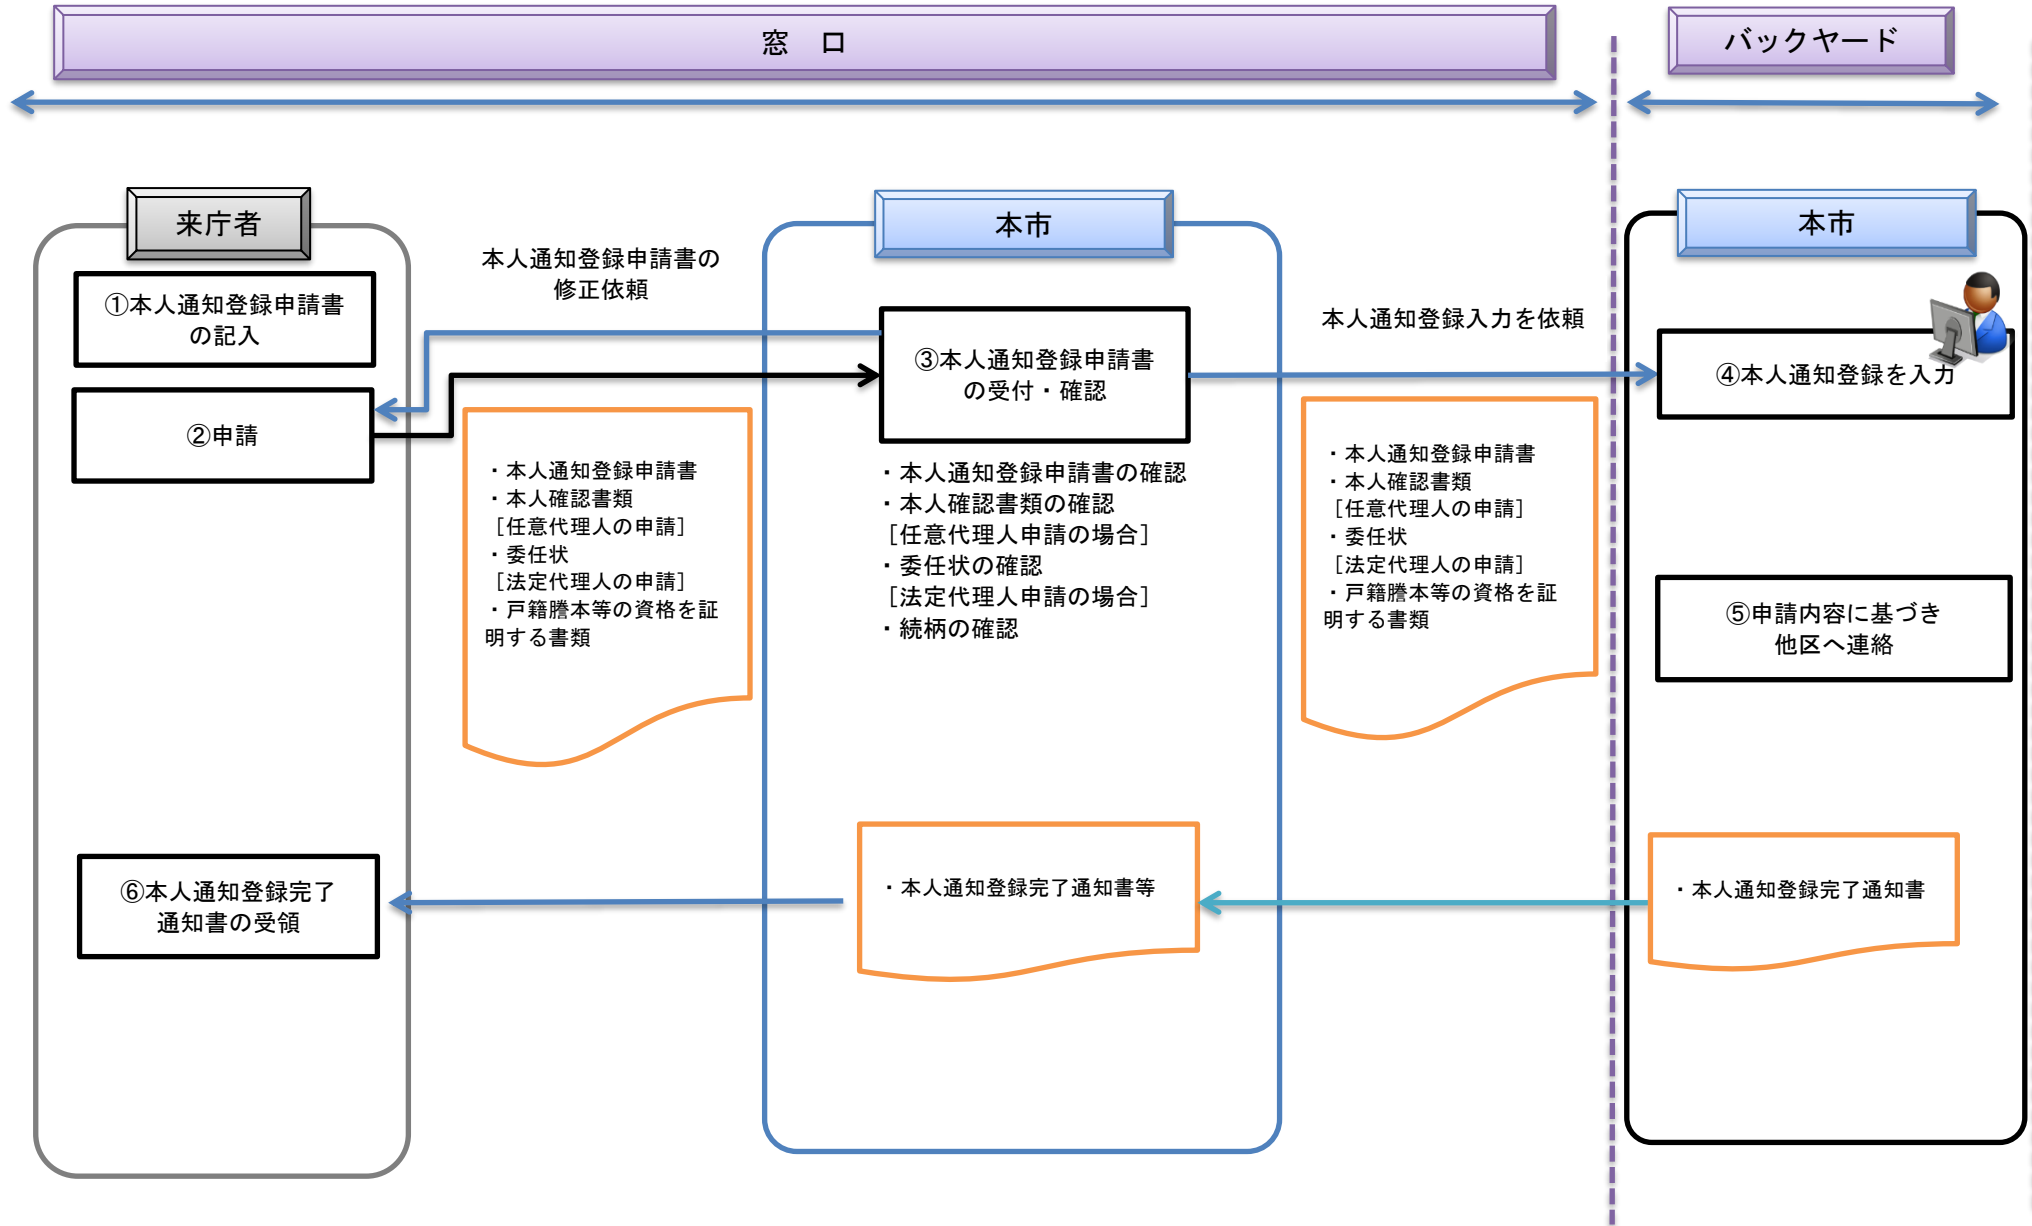 窓　口
バックヤード
来庁者
①本人通知登録申請書
の記入
②申請
本人通知登録申請書の
修正依頼
・本人通知登録申請書
・本人確認書類
［任意代理人の申請］
・委任状
［法定代理人の申請］
・戸籍謄本等の資格を証
明する書類
本市
③本人通知登録申請書
の受付・確認
・本人通知登録申請書の確認
・本人確認書類の確認
［任意代理人申請の場合］
・委任状の確認
［法定代理人申請の場合］
・続柄の確認
本人通知登録入力を依頼
・本人通知登録申請書
・本人確認書類
［任意代理人の申請］
・委任状
［法定代理人の申請］
・戸籍謄本等の資格を証
明する書類
本市
④本人通知登録を入力
⑤申請内容に基づき
他区へ連絡
・本人通知登録完了通知書
・本人通知登録完了通知書等
⑥本人通知登録完了
通知書の受領